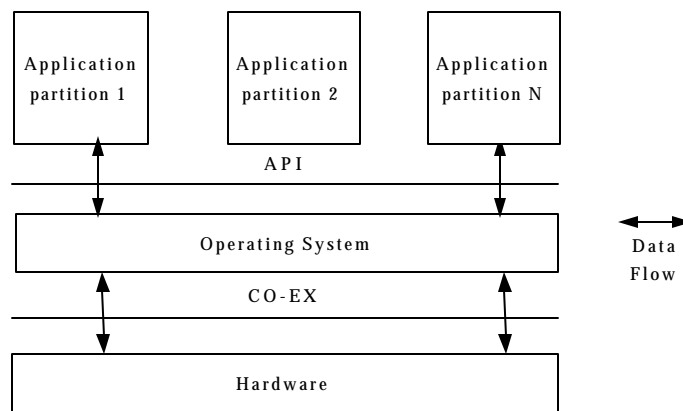 Application
partition 1
Application
partition 2
Application
partition N
API
Operating System
Data
Flow
CO-EX
Hardware